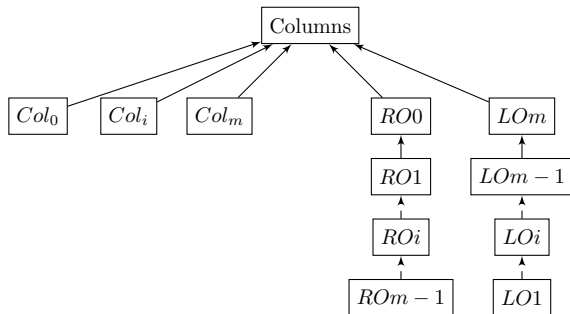 Columns
Col₀ Colᵢ Colₘ RO0 LOm
RO1 LOm − 1
ROi LOi
ROm − 1 LO1